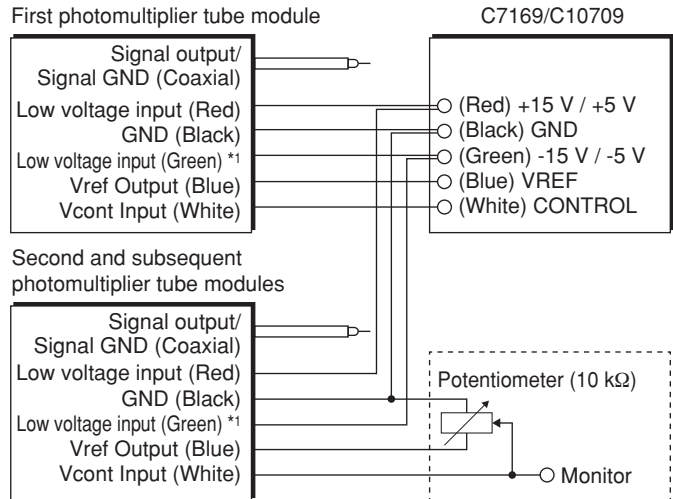 First photomultiplier tube module
C7169/C10709
Signal output/
Signal GND (Coaxial)
Low voltage input (Red)
GND (Black)
Low voltage input (Green) *1
Vref Output (Blue)
Vcont Input (White)
(Red) +15 V / +5 V
(Black) GND
(Green) -15 V / -5 V
(Blue) VREF
(White) CONTROL
Second and subsequent
photomultiplier tube modules
Signal output/
Signal GND (Coaxial)
Low voltage input (Red)
GND (Black)
Low voltage input (Green) *1
Vref Output (Blue)
Vcont Input (White)
Potentiometer (10 kΩ)
Monitor